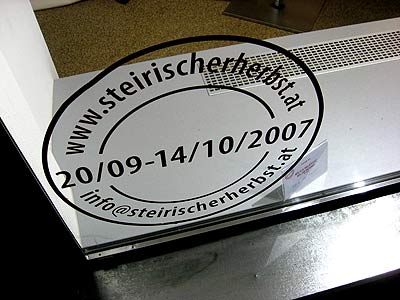 www.steirischerherbst.at
20/09-14/10/2007
info@steirischerherbst.at